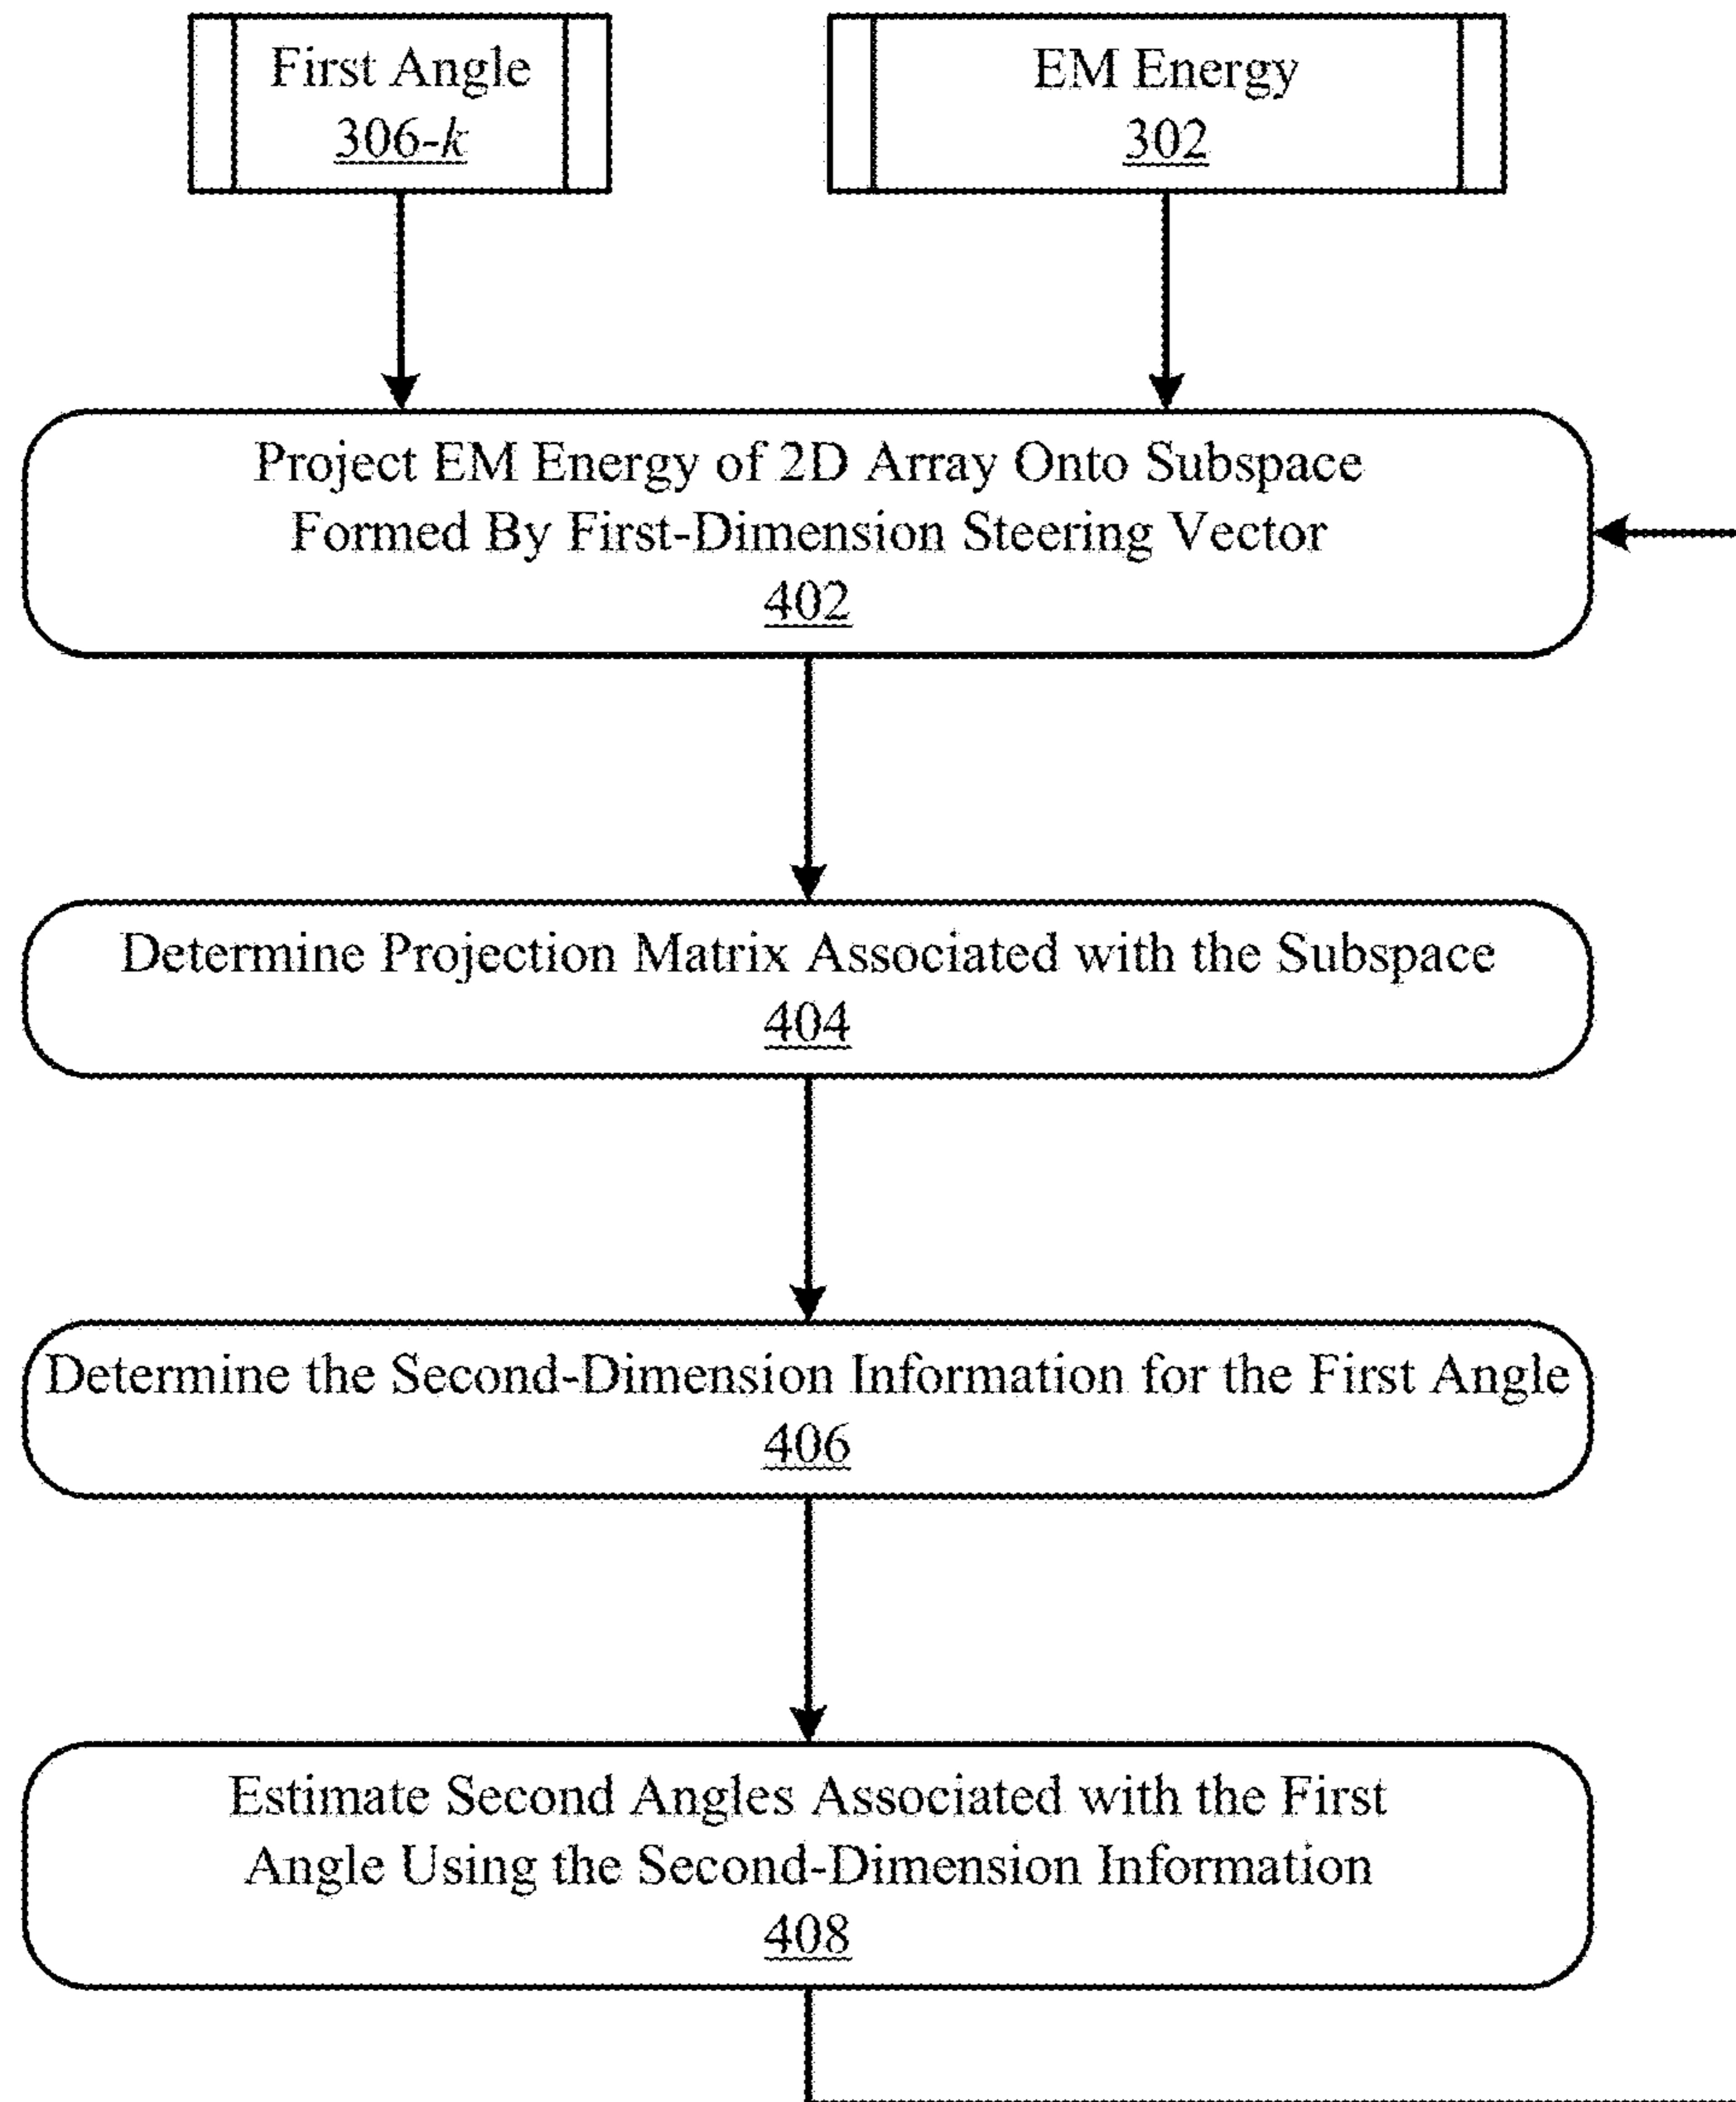 First Angle
306-k
EM Energy
302
Project EM Energy of 2D Array Onto Subspace
Formed By First-Dimension Steering Vector
402
Determine Projection Matrix Associated with the Subspace
404
Determine the Second-Dimension Information for the First Angle
406
Estimate Second Angles Associated with the First
Angle Using the Second-Dimension Information
408